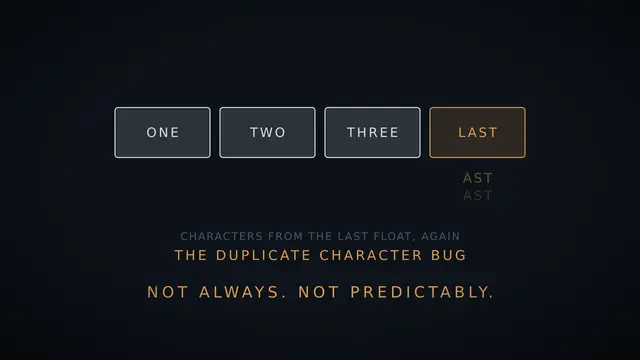 ONE TWO THREE LAST
AST
AST
CHARACTERS FROM THE LAST FLOAT, AGAIN
THE DUPLICATE CHARACTER BUG
NOT ALWAYS. NOT PREDICTABLY.